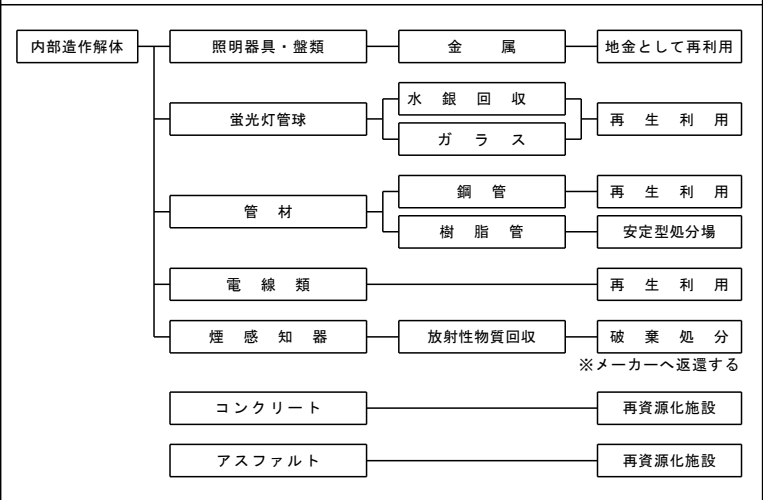 内部造作解体 照明器具・盤類 金属 地金として再利用
水銀回収
蛍光灯管球 再生利用
ガラス
鋼管 再生利用
管材
樹脂管 安定型処分場
電線類 再生利用
煙感知器 放射性物質回収 破棄処分
※メーカーへ返還する
コンクリート 再資源化施設
アスファルト 再資源化施設